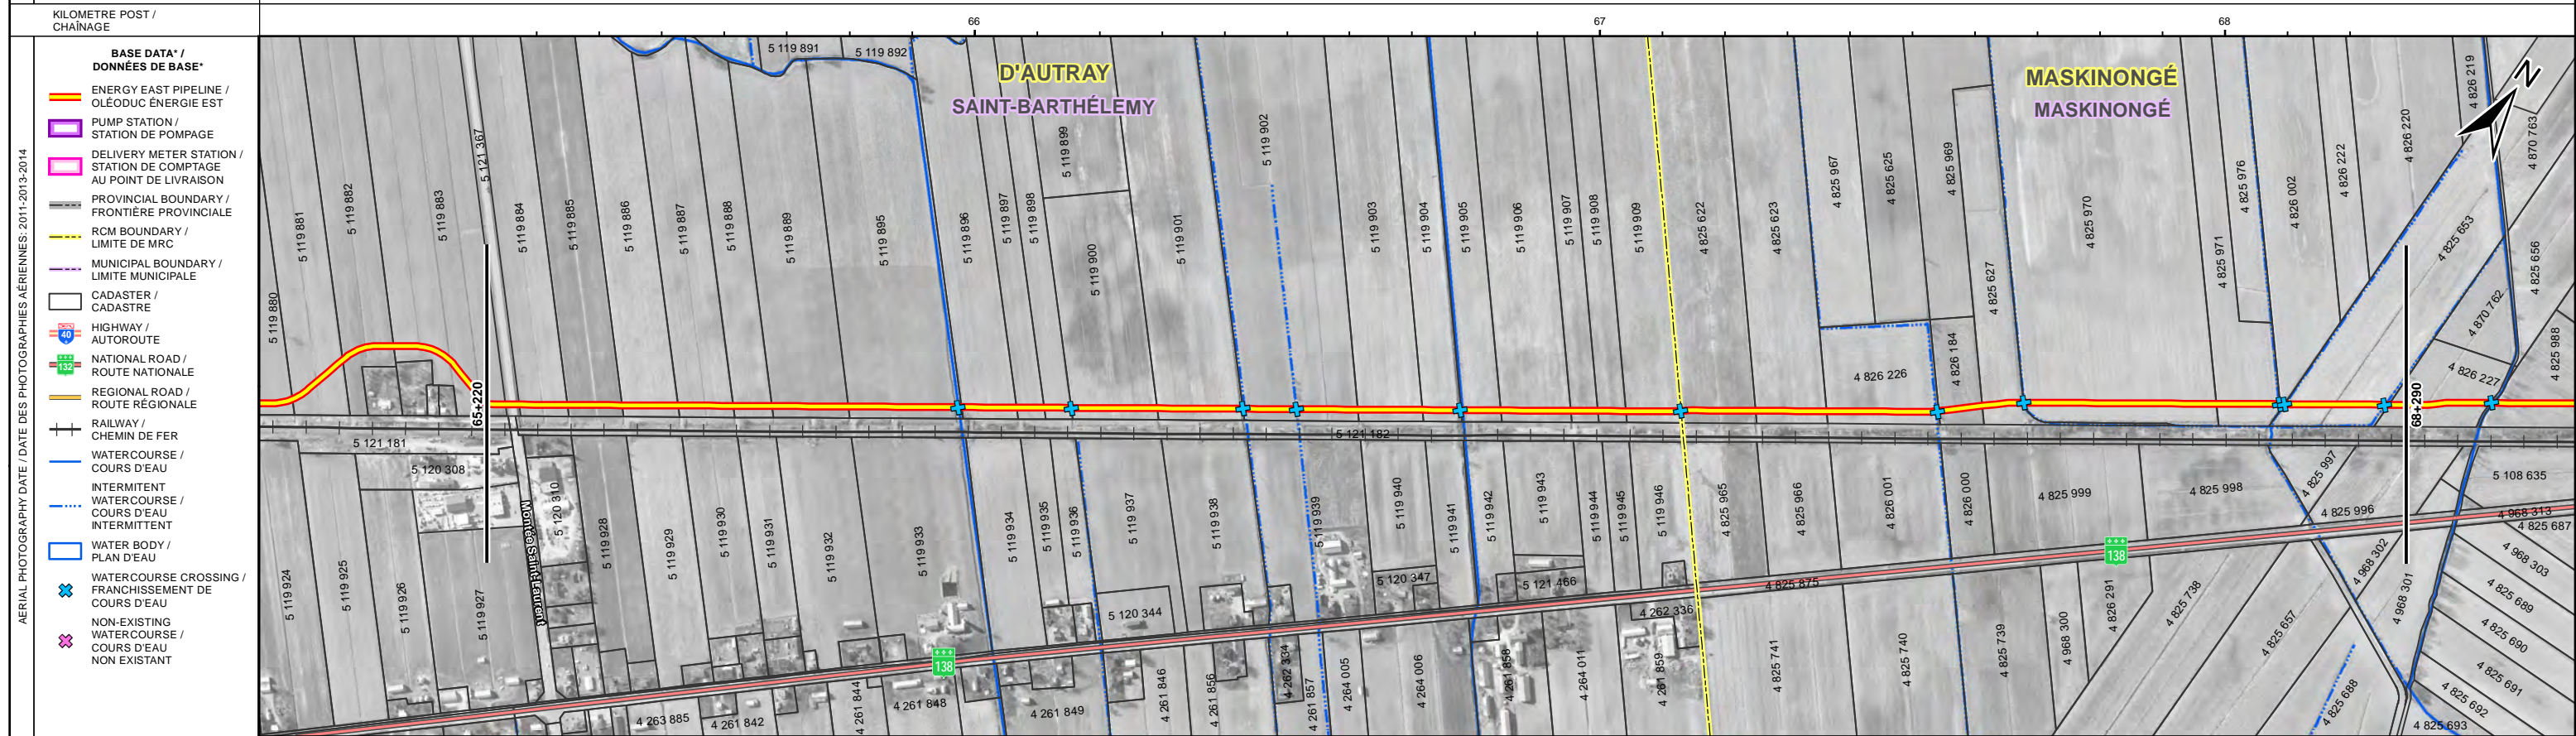 KILOMETRE POST /
CHAÎNAGE
66
67
68
AERIAL PHOTOGRAPHY DATE / DATE DES PHOTOGRAPHIES AÉRIENNES: 2011-2013-2014
BASE DATA* /
DONNÉES DE BASE*
ENERGY EAST PIPELINE /
OLÉODUC ÉNERGIE EST
PUMP STATION /
STATION DE POMPAGE
DELIVERY METER STATION /
STATION DE COMPTAGE
AU POINT DE LIVRAISON
PROVINCIAL BOUNDARY /
FRONTIÈRE PROVINCIALE
RCM BOUNDARY /
LIMITE DE MRC
MUNICIPAL BOUNDARY /
LIMITE MUNICIPALE
CADASTER /
CADASTRE
40
HIGHWAY /
AUTOROUTE
132
NATIONAL ROAD /
ROUTE NATIONALE
REGIONAL ROAD /
ROUTE RÉGIONALE
RAILWAY /
CHEMIN DE FER
WATERCOURSE /
COURS D'EAU
INTERMITENT
WATERCOURSE /
COURS D'EAU
INTERMITTENT
WATER BODY /
PLAN D'EAU
WATERCOURSE CROSSING /
FRANCHISSEMENT DE
COURS D'EAU
NON-EXISTING
WATERCOURSE /
COURS D'EAU
NON EXISTANT
5 119 891
5 119 892
D'AUTRAY
SAINT-BARTHÉLEMY
MASKINONGÉ
MASKINONGÉ
N
5 119 880
5 119 881
5 119 882
5 119 883
5 121 367
5 119 884
5 119 885
5 119 886
5 119 887
5 119 888
5 119 889
5 119 895
5 119 896
5 119 897
5 119 898
5 119 899
5 119 900
5 119 901
5 119 902
5 119 903
5 119 904
5 119 905
5 119 906
5 119 907
5 119 908
5 119 909
4 825 622
4 825 623
4 825 967
4 825 625
4 825 969
4 825 627
4 825 970
4 825 971
4 825 976
4 826 002
4 826 222
4 826 220
4 826 219
4 870 763
4 825 653
4 825 656
4 870 762
4 825 988
4 826 227
4 826 226
4 826 184
65+220
68+290
5 121 181
5 121 182
5 120 308
5 120 310
Montée Saint-Laurent
5 119 924
5 119 925
5 119 926
5 119 927
5 119 928
5 119 929
5 119 930
5 119 931
5 119 932
5 119 933
5 119 934
5 119 935
5 119 936
5 119 937
5 119 938
5 119 939
5 119 940
5 119 941
5 119 942
5 119 943
5 119 944
5 119 945
5 119 946
4 825 965
4 825 966
4 826 001
4 826 000
4 825 999
4 825 998
4 825 997
4 825 996
5 108 635
4 968 313
4 825 687
5 120 344
5 120 347
5 121 466
4 262 336
4 825 875
138
138
4 968 302
4 968 301
4 968 303
4 825 689
4 825 690
4 825 691
4 825 692
4 825 693
4 825 688
4 825 657
4 825 738
4 826 291
4 968 300
4 825 739
4 825 740
4 825 741
4 261 859
4 264 011
4 261 858
4 264 006
4 264 005
4 261 857
4 262 334
4 261 856
4 261 846
4 261 849
4 261 848
4 261 844
4 261 842
4 263 885